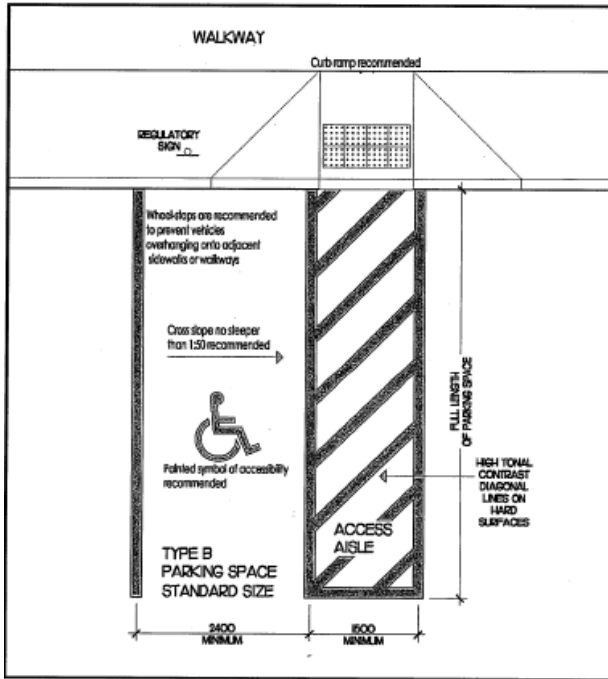 WALKWAY
Curb ramp recommended
REGULATORY
SIGN
Wheel-stops are recommended
to prevent vehicles
overhanging onto adjacent
sidewalks or walkways
Cross slope no steeper
than 1:50 recommended
Painted symbol of accessibility
recommended
FULL LENGTH
OF PARKING SPACE
HIGH TONAL
CONTRAST
DIAGONAL
LINES ON
HARD
SURFACES
ACCESS
AISLE
TYPE B
PARKING SPACE
STANDARD SIZE
2400
MINIMUM
1500
MINIMUM